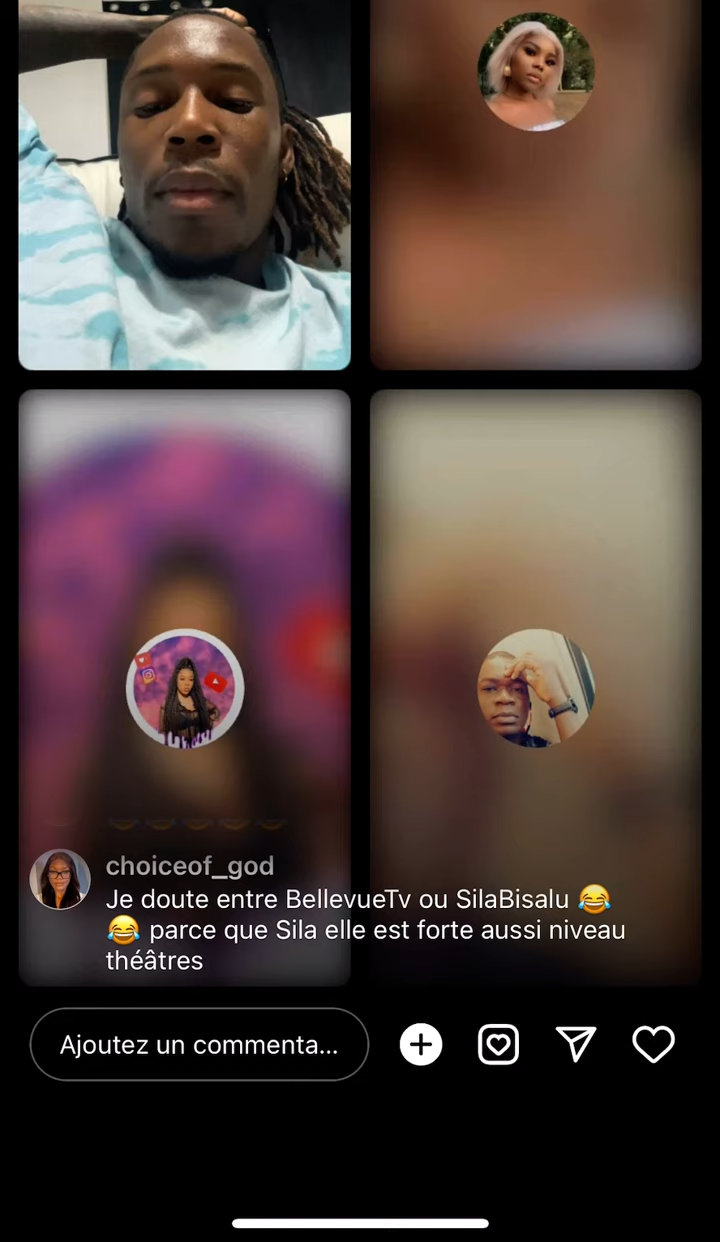 choiceof_god
Je doute entre BellevueTv ou SilaBisalu 😂
😂 parce que Sila elle est forte aussi niveau
théâtres
Ajoutez un commenta...